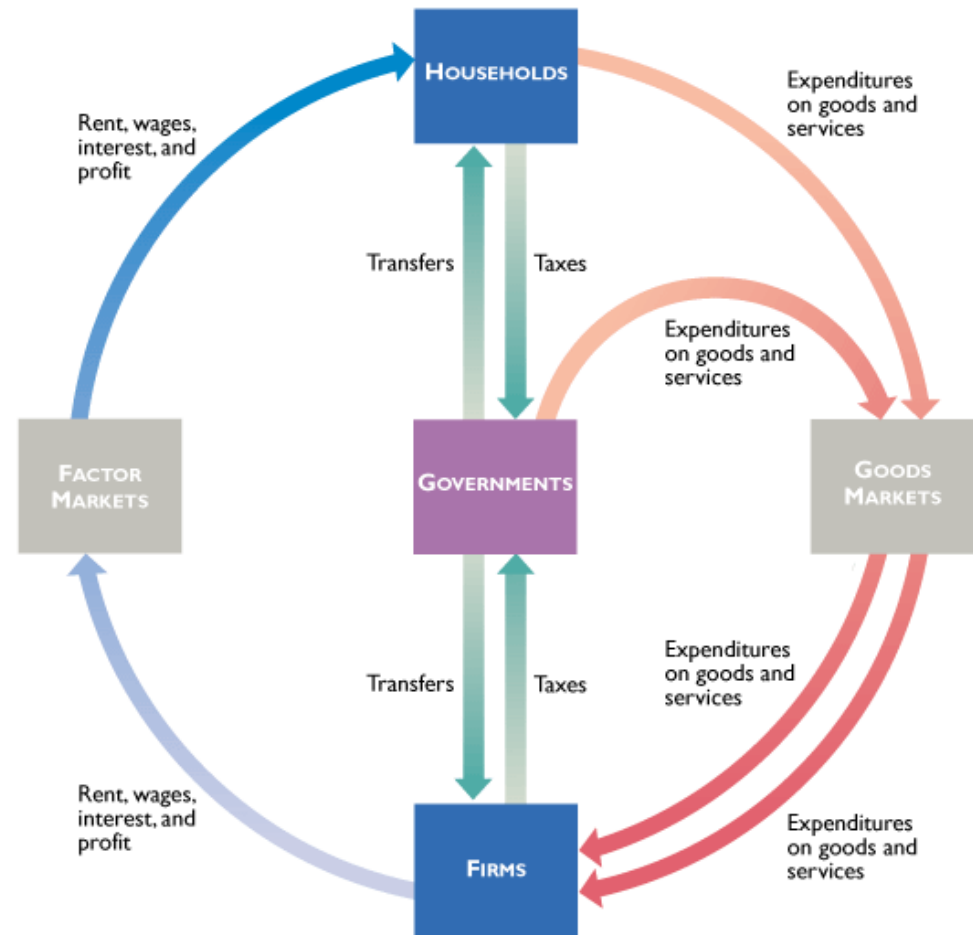 HOUSEHOLDS
Expenditures
on goods and
services
Rent, wages,
interest, and
profit
Transfers
Taxes
Expenditures
on goods and
services
FACTOR
MARKETS
GOVERNMENTS
GOODS
MARKETS
Expenditures
on goods and
services
Transfers
Taxes
Rent, wages,
interest, and
profit
Expenditures
on goods and
services
FIRMS